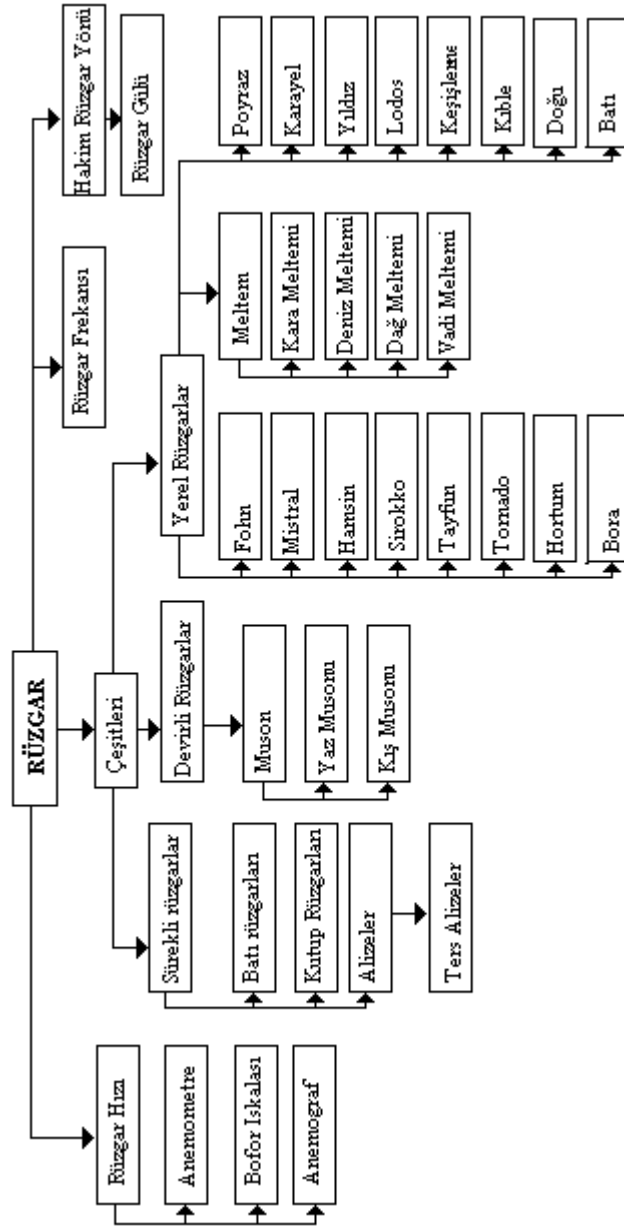 RÜZGAR
Rüzgar Hızı
Anemometre
Bofor Iskalası
Anemograf
Çeşitleri
Sürekli rüzgarlar
Batı rüzgarları
Kutup Rüzgarları
Alizeler
Ters Alizeler
Devirli Rüzgarlar
Muson
Yaz Musonu
Kış Musonu
Yerel Rüzgarlar
Fohn
Mistral
Hamsin
Sirokko
Tayfun
Tornado
Hortum
Bora
Meltem
Kara Meltemi
Deniz Meltemi
Dağ Meltemi
Vadi Meltemi
Poyraz
Karayel
Yıldız
Lodos
Keşişleme
Kıble
Doğu
Batı
Rüzgar Frekansı
Hakim Rüzgar Yönü
Rüzgar Gülü